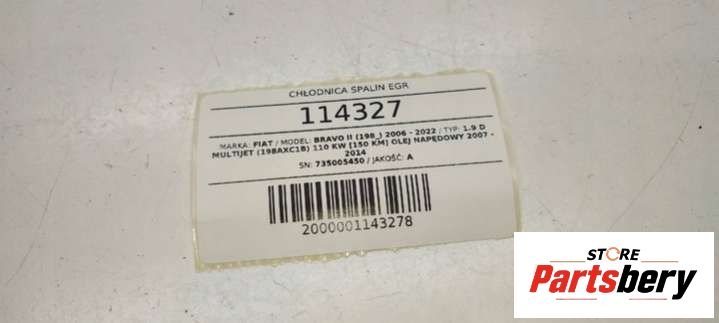 CHŁODNICA SPALIN EGR
114327
MARKA: FIAT / MODEL: BRAVO II (198_) 2006 - 2022 / TYP: 1.9 D
MULTIJET (198AXC1B) 110 KW [150 KM] OLEJ NAPĘDOWY 2007 -
2014
SN: 735005450 / JAKOŚĆ: A
2000001143278
STORE
Partsbery